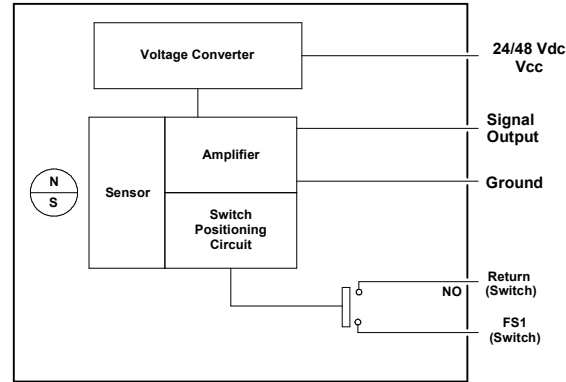 Voltage Converter
24/48 Vdc
Vcc
Signal
Output
Amplifier
N
S
Sensor
Ground
Switch
Positioning
Circuit
Return
(Switch)
NO
FS1
(Switch)